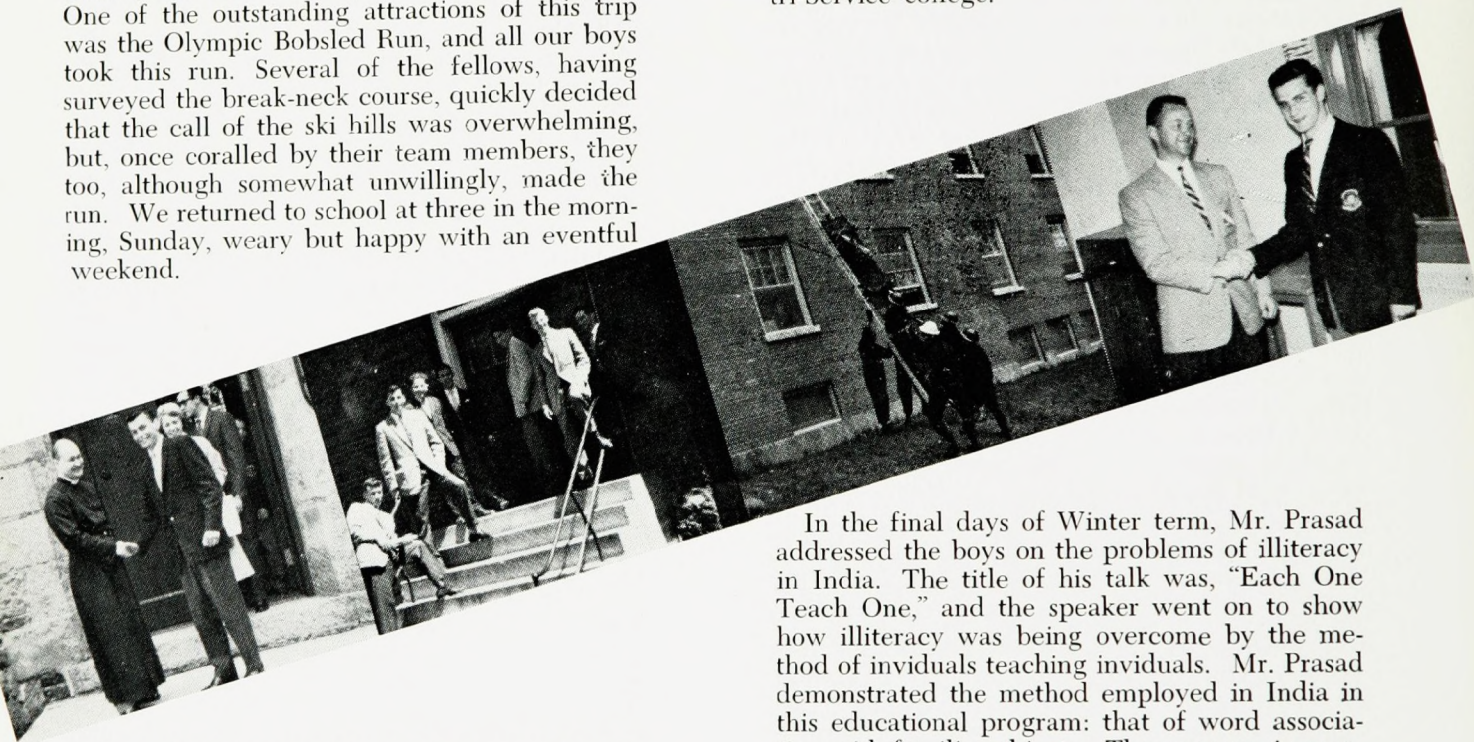 One of the outstanding attractions of this trip
was the Olympic Bobsled Run, and all our boys
took this run. Several of the fellows, having
surveyed the break-neck course, quickly decided
that the call of the ski hills was overwhelming,
but, once coralled by their team members, they
too, although somewhat unwillingly, made the
run. We returned to school at three in the morn-
ing, Sunday, weary but happy with an eventful
weekend.
tri-service college.
In the final days of Winter term, Mr. Prasad
addressed the boys on the problems of illiteracy
in India. The title of his talk was, “Each One
Teach One,” and the speaker went on to show
how illiteracy was being overcome by the me-
thod of inviduals teaching inviduals. Mr. Prasad
demonstrated the method employed in India in
this educational program: that of word associa-